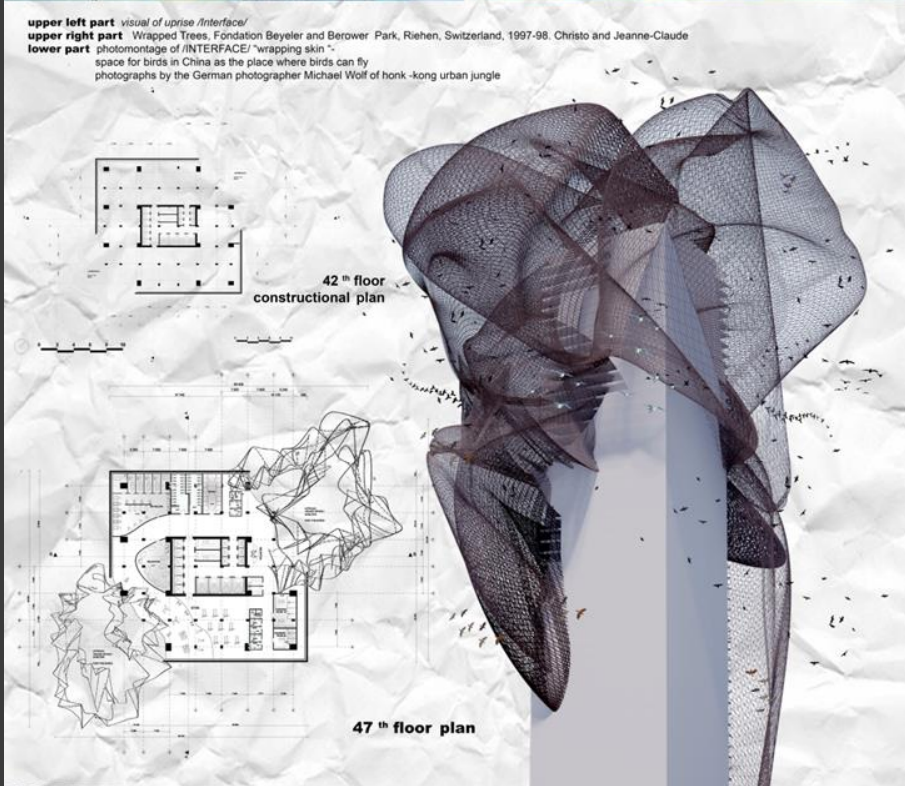 upper left part visual of uprise /Interface/
upper right part Wrapped Trees, Fondation Beyeler and Berower Park, Riehen, Switzerland, 1997-98. Christo and Jeanne-Claude
lower part photomontage of /INTERFACE/ "wrapping skin "-
space for birds in China as the place where birds can fly
photographs by the German photographer Michael Wolf of honk -kong urban jungle
42 th floor
constructional plan
47 th floor plan